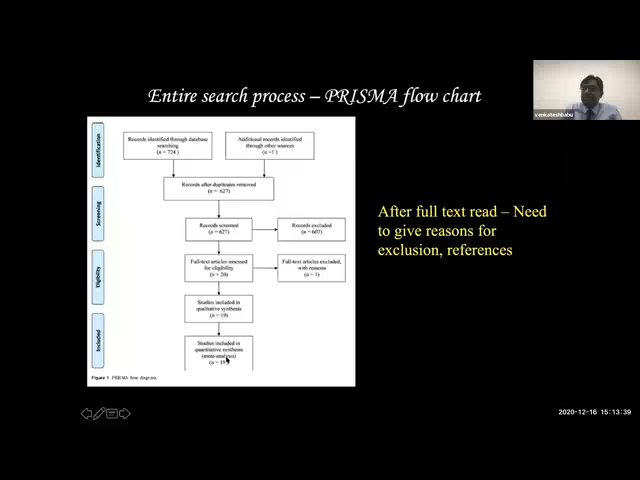 Entire search process – PRISMA flow chart
venkateshbabu
Identification
Records identified through database
searching
(n = 724 )
Additional records identified
through other sources
(n =1 )
Records after duplicates removed
(n = 627)
Screening
Records screened
(n = 627)
Records excluded
(n = 607)
Eligibility
Full-text articles assessed
for eligibility
(n = 20)
Full-text articles excluded,
with reasons
(n = 1)
Studies included in
qualitative synthesis
(n = 19)
Included
Studies included in
quantitative synthesis
(meta-analysis)
(n = 19 )
Figure 1 PRISMA flow diagram.
After full text read – Need
to give reasons for
exclusion, references
2020-12-16 15:13:39